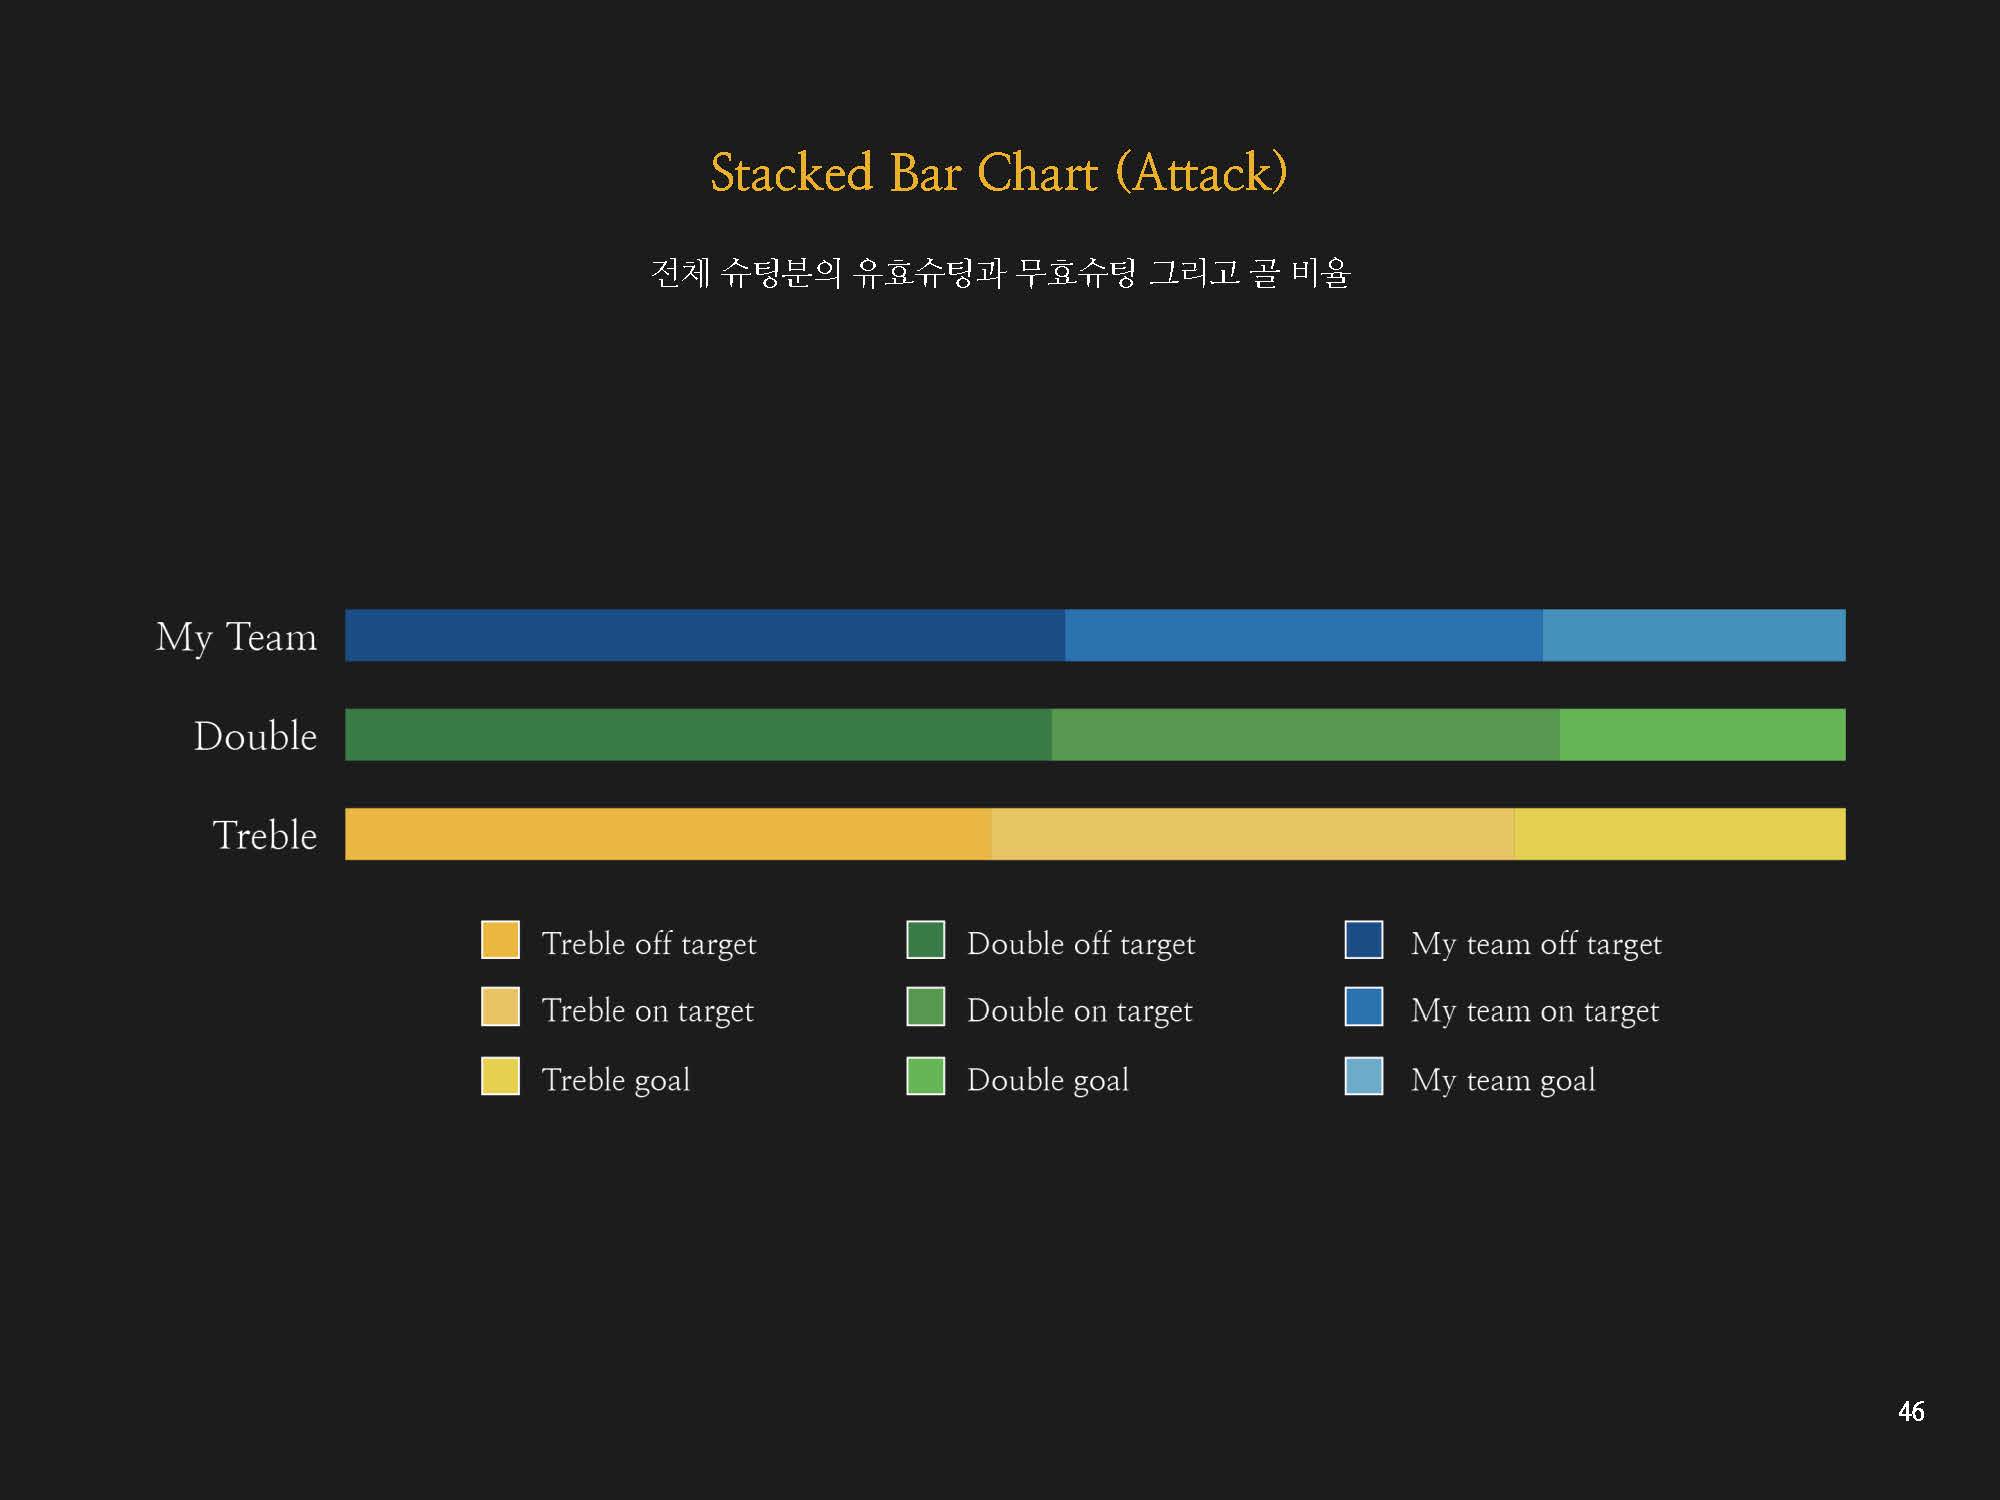 Stacked Bar Chart (Attack)
전체 슈팅분의 유효슈팅과 무효슈팅 그리고 골 비율
My Team
Double
Treble
Treble off target
Double off target
My team off target
Treble on target
Double on target
My team on target
Treble goal
Double goal
My team goal
46